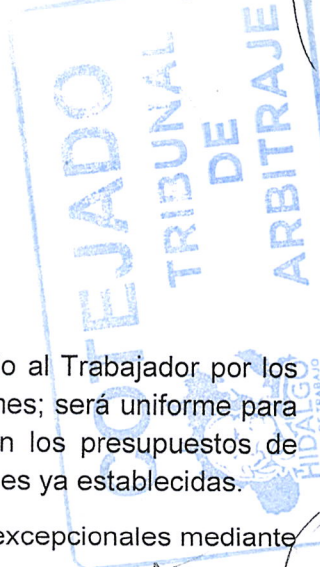 COTEJADO
TRIBUNAL
DE
ARBITRAJE
HIDALGO
o al Trabajador por los
nes; será uniforme para
n los presupuestos de
es ya establecidas.
excepcionales mediante